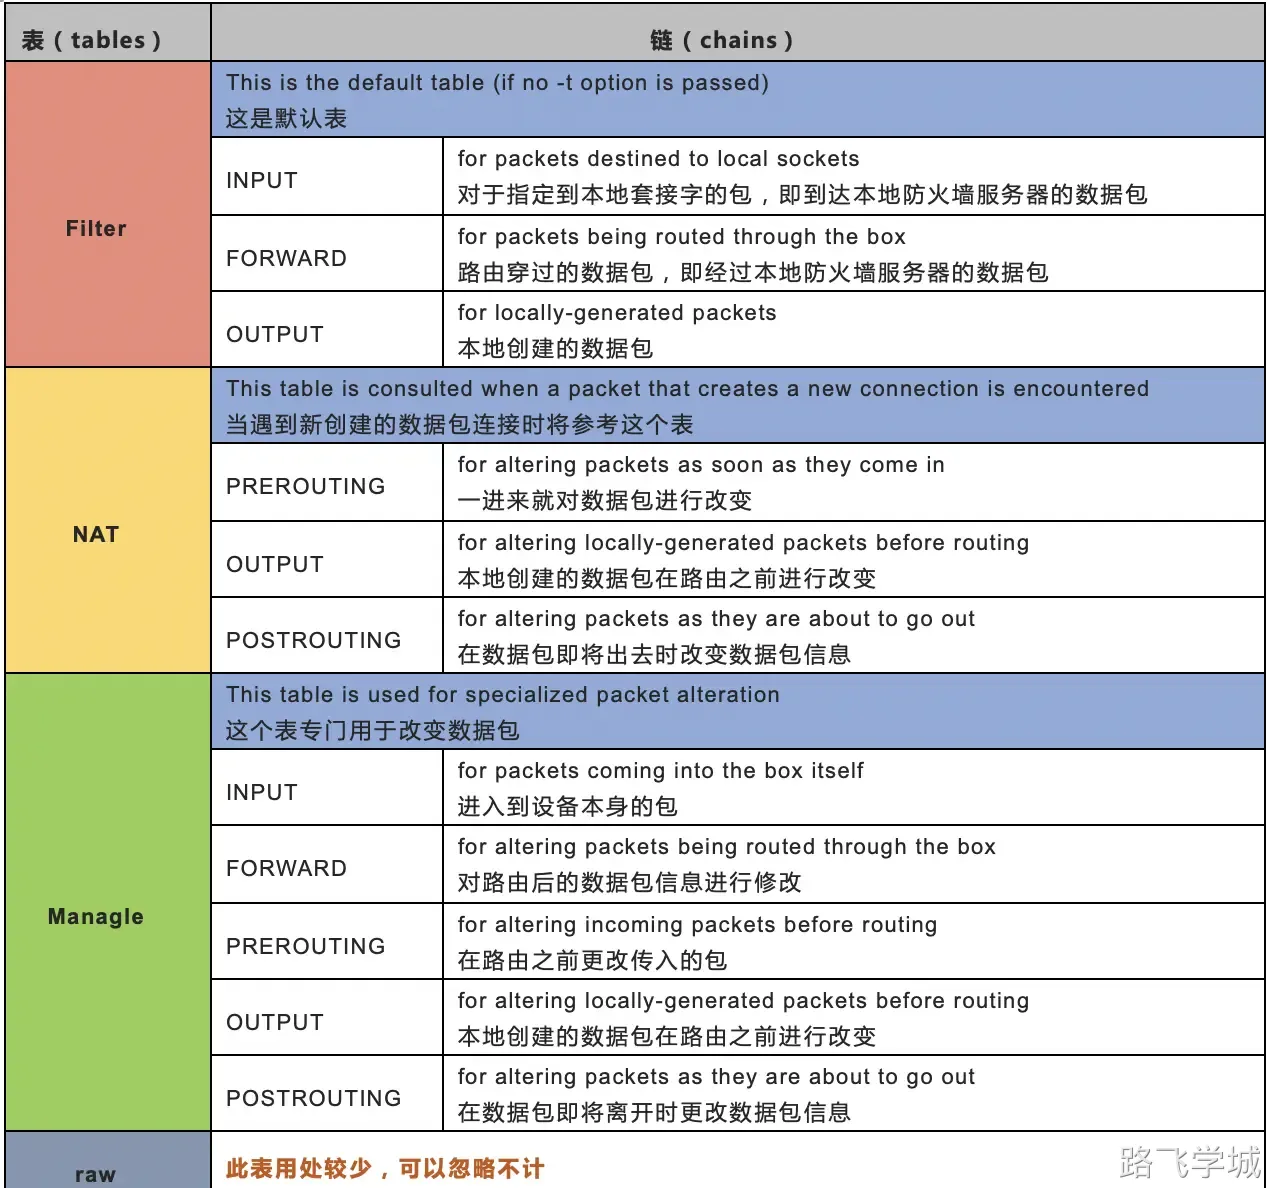 表（tables）
链（chains）
Filter
This is the default table (if no -t option is passed)
这是默认表
INPUT
for packets destined to local sockets
对于指定到本地套接字的包，即到达本地防火墙服务器的数据包
FORWARD
for packets being routed through the box
路由穿过的数据包，即经过本地防火墙服务器的数据包
OUTPUT
for locally-generated packets
本地创建的数据包
NAT
This table is consulted when a packet that creates a new connection is encountered
当遇到新创建的数据包连接时将参考这个表
PREROUTING
for altering packets as soon as they come in
一进来就对数据包进行改变
OUTPUT
for altering locally-generated packets before routing
本地创建的数据包在路由之前进行改变
POSTROUTING
for altering packets as they are about to go out
在数据包即将出去时改变数据包信息
Managle
This table is used for specialized packet alteration
这个表专门用于改变数据包
INPUT
for packets coming into the box itself
进入到设备本身的包
FORWARD
for altering packets being routed through the box
对路由后的数据包信息进行修改
PREROUTING
for altering incoming packets before routing
在路由之前更改传入的包
OUTPUT
for altering locally-generated packets before routing
本地创建的数据包在路由之前进行改变
POSTROUTING
for altering packets as they are about to go out
在数据包即将离开时更改数据包信息
raw
此表用处较少，可以忽略不计
路飞学城